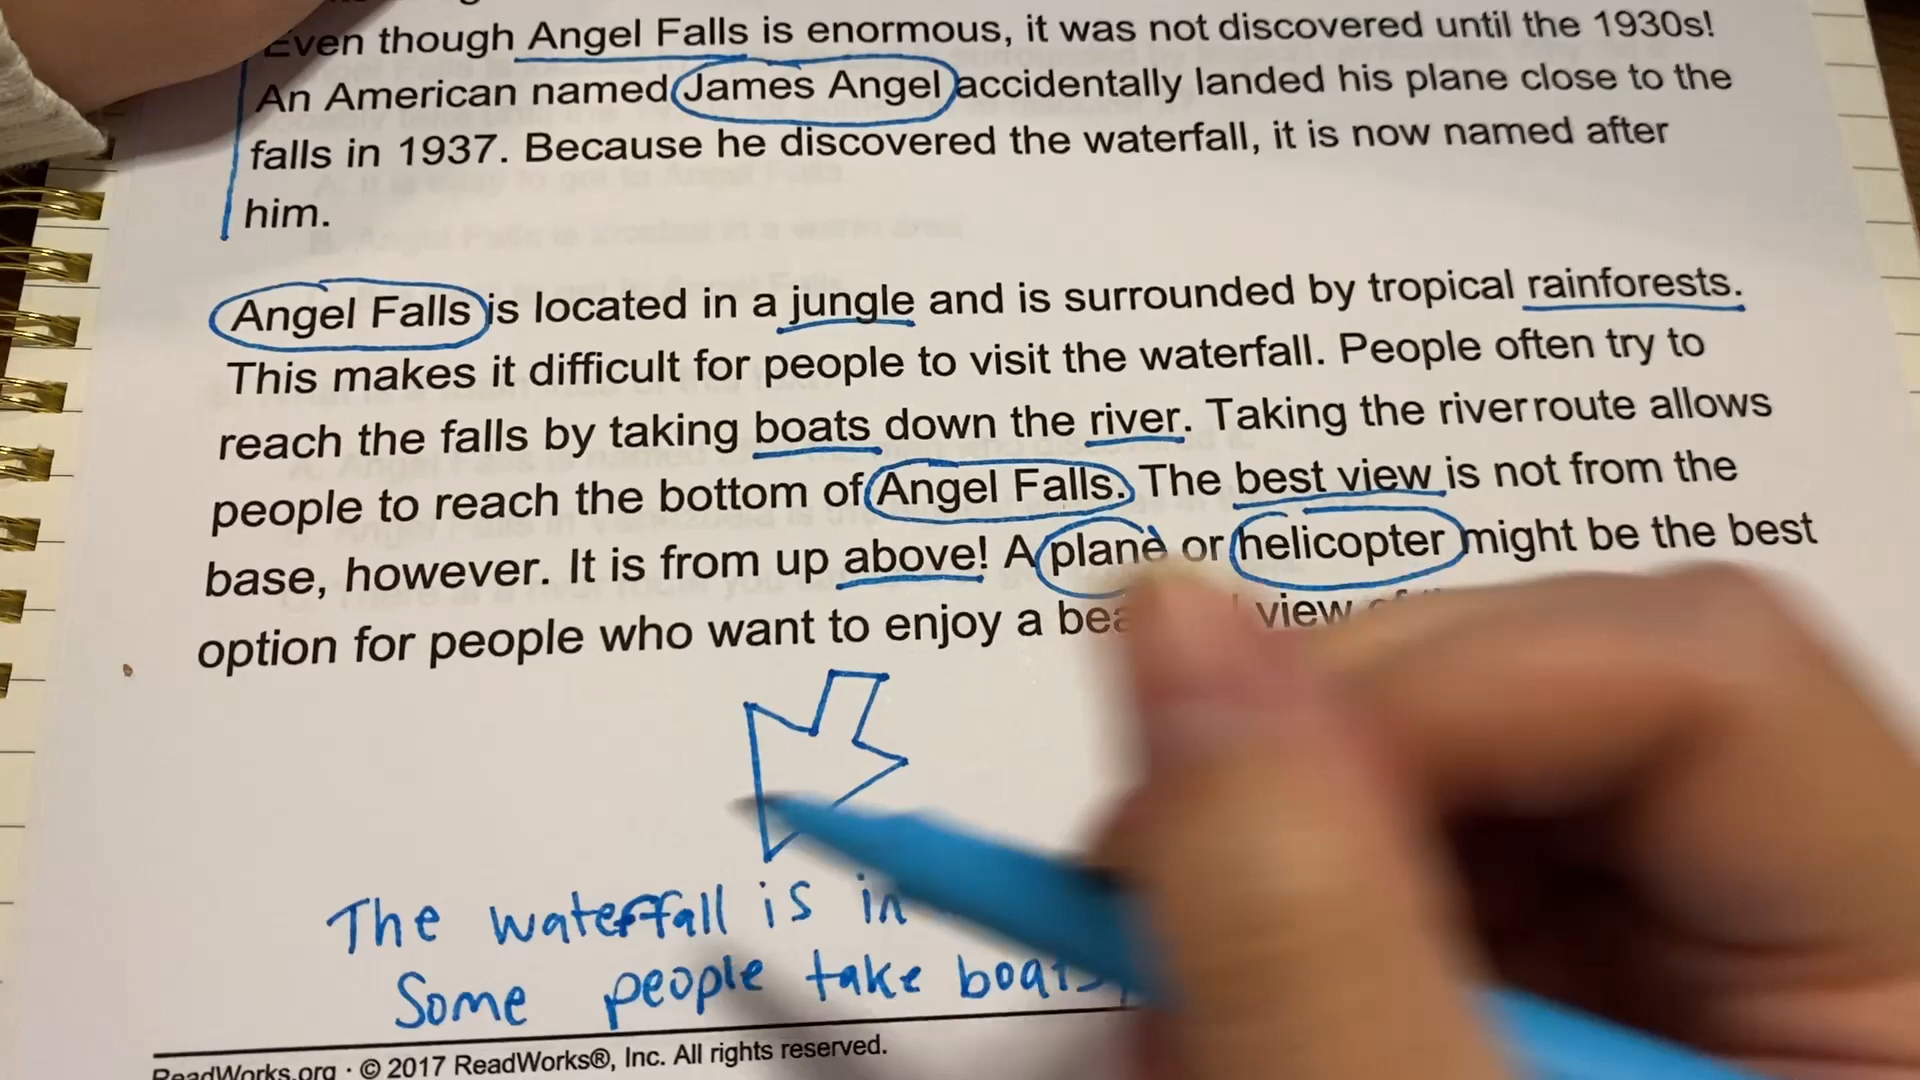 Even though Angel Falls is enormous, it was not discovered until the 1930s!
An American named James Angel accidentally landed his plane close to the
falls in 1937. Because he discovered the waterfall, it is now named after
him.
Angel Falls is located in a jungle and is surrounded by tropical rainforests.
This makes it difficult for people to visit the waterfall. People often try to
reach the falls by taking boats down the river. Taking the river route allows
people to reach the bottom of Angel Falls. The best view is not from the
base, however. It is from up above! A plane or helicopter might be the best
option for people who want to enjoy a view
The waterfall is in
Some people take boats,
ReadWorks.org · © 2017 ReadWorks®, Inc. All rights reserved.